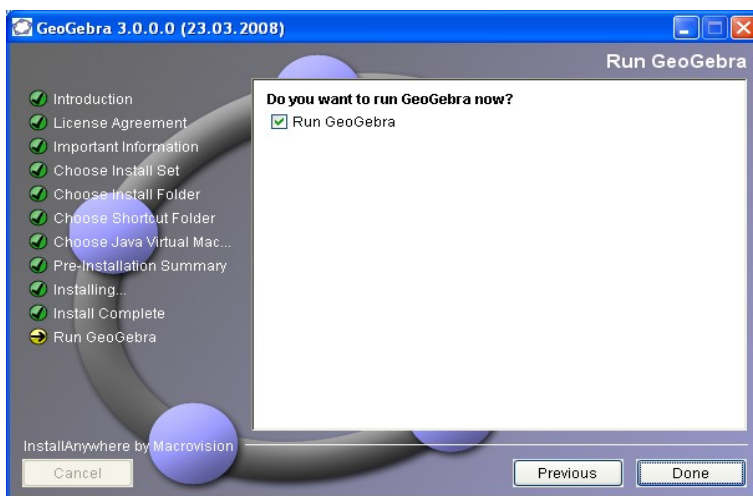 GeoGebra 3.0.0.0 (23.03.2008)
Run GeoGebra
Introduction
License Agreement
Important Information
Choose Install Set
Choose Install Folder
Choose Shortcut Folder
Choose Java Virtual Mac...
Pre-Installation Summary
Installing...
Install Complete
Run GeoGebra
Do you want to run GeoGebra now?
Run GeoGebra
InstallAnywhere by Macrovision
Cancel
Previous
Done